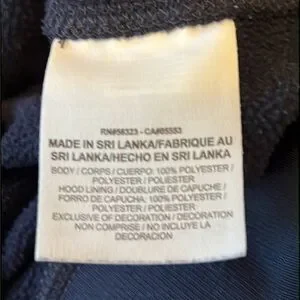 RN#56323 - CA#05553
MADE IN SRI LANKA/FABRIQUE AU
SRI LANKA/HECHO EN SRI LANKA
BODY / CORPS / CUERPO: 100% POLYESTER /
POLYESTER / POLIESTER
HOOD LINING / DOUBLURE DE CAPUCHE /
FORRO DE CAPUCHA: 100% POLYESTER /
POLYESTER / POLIESTER
EXCLUSIVE OF DECORATION / DECORATION
NON COMPRISE / NO INCLUYE LA
DECORACION